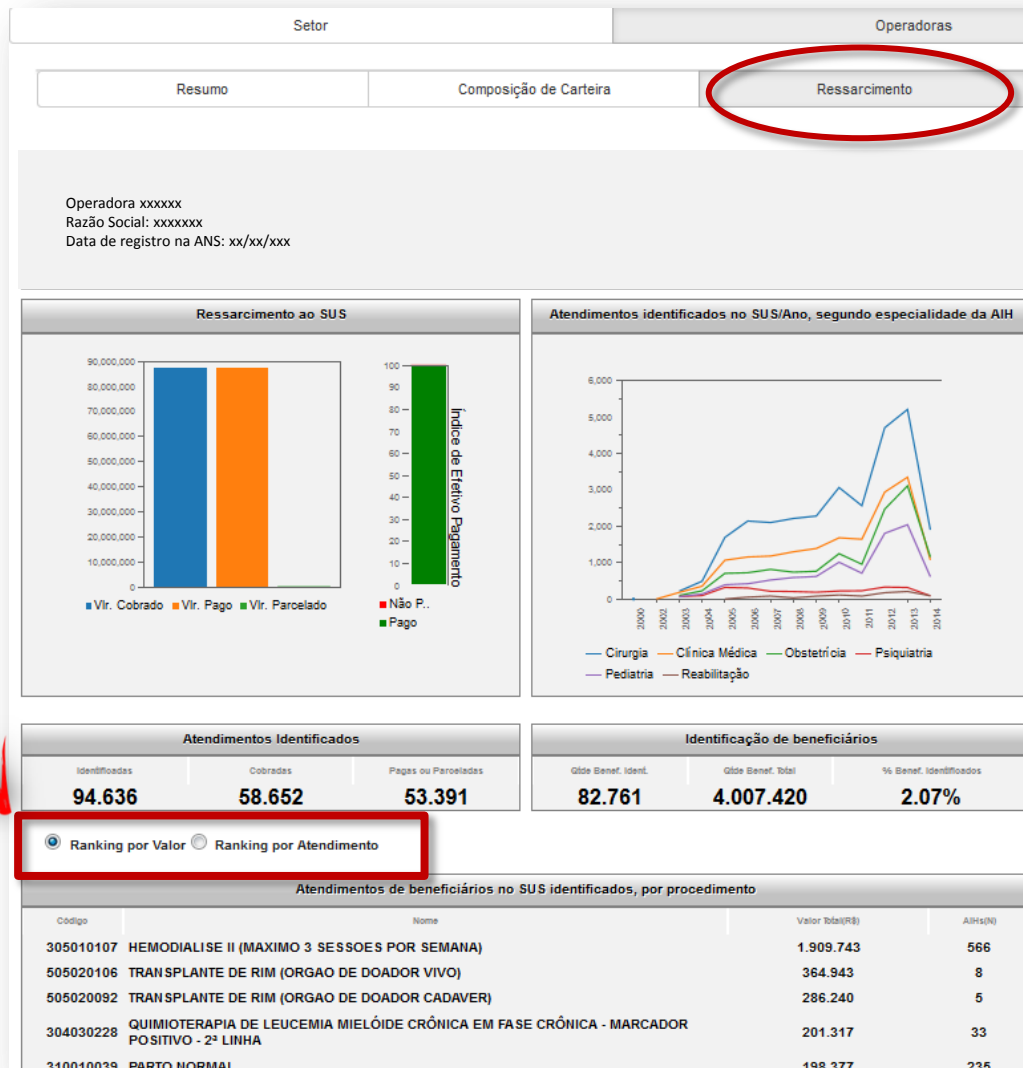 Setor
Operadoras
Resumo
Composição de Carteira
Ressarcimento
Operadora xxxxxx
Razão Social: xxxxxxx
Data de registro na ANS: xx/xx/xxx
Ressarcimento ao SUS
90,000,000
80,000,000
70,000,000
60,000,000
50,000,000
40,000,000
30,000,000
20,000,000
10,000,000
0
Vlr. Cobrado Vlr. Pago Vlr. Parcelado
100
90
80
70
60
50
40
30
20
10
0
Índice de Efetivo Pagamento
Não P..
Pago
Atendimentos identificados no SUS/Ano, segundo especialidade da AIH
6,000
5,000
4,000
3,000
2,000
1,000
0
2000 2002 2003 2004 2005 2006 2007 2008 2009 2010 2011 2012 2013 2014
Cirurgia Clínica Médica Obstetrícia Psiquiatria
Pediatria Reabilitação
Atendimentos Identificados
Identificadas Cobradas Pagas ou Parceladas
94.636 58.652 53.391
Identificação de beneficiários
Qtde Benef. Ident. Qtde Benef. Total % Benef. Identificados
82.761 4.007.420 2.07%
Ranking por Valor Ranking por Atendimento
Atendimentos de beneficiários no SUS identificados, por procedimento
Código Nome Valor Total(R$) AIHs(N)
305010107 HEMODIALISE II (MAXIMO 3 SESSOES POR SEMANA) 1.909.743 566
505020106 TRANSPLANTE DE RIM (ORGAO DE DOADOR VIVO) 364.943 8
505020092 TRANSPLANTE DE RIM (ORGAO DE DOADOR CADAVER) 286.240 5
304030228 QUIMIOTERAPIA DE LEUCEMIA MIELÓIDE CRÔNICA EM FASE CRÔNICA - MARCADOR
POSITIVO - 2ª LINHA 201.317 33
310010039 PARTO NORMAL 198.377 235